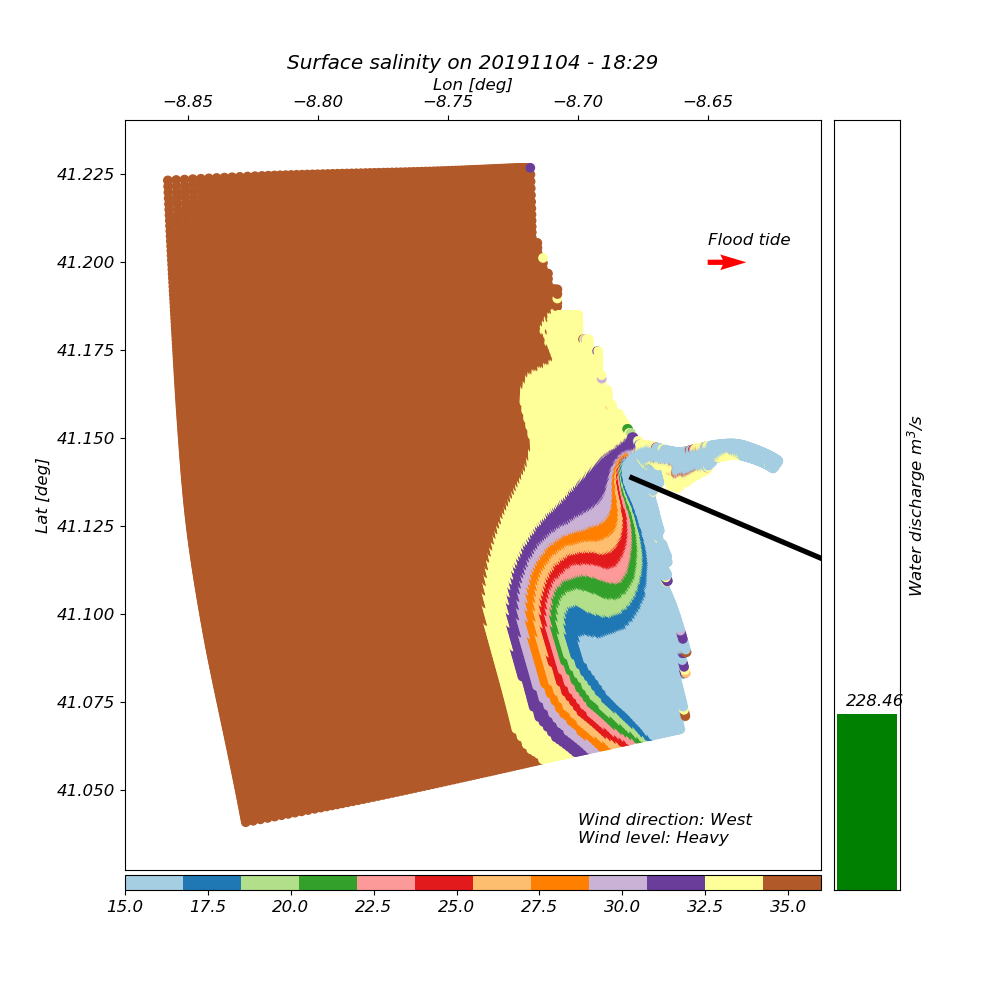 Surface salinity on 20191104 - 18:29
Lon [deg]
−8.85 −8.80 −8.75 −8.70 −8.65
41.225
41.200
41.175
41.150
41.125
41.100
41.075
41.050
Lat [deg]
Flood tide
Wind direction: West
Wind level: Heavy
15.0 17.5 20.0 22.5 25.0 27.5 30.0 32.5 35.0
228.46
Water discharge m³/s